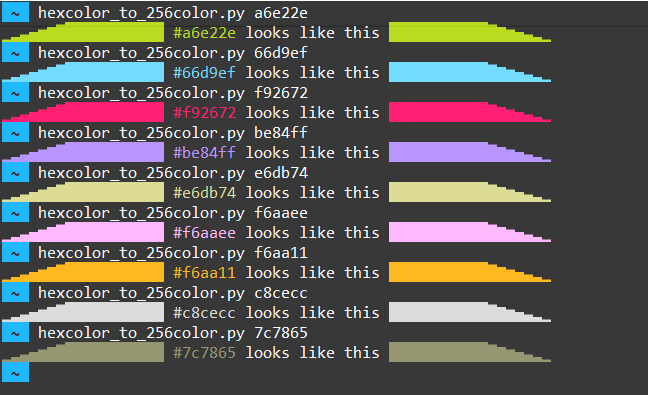 ~ hexcolor_to_256color.py a6e22e
#a6e22e looks like this
~ hexcolor_to_256color.py 66d9ef
#66d9ef looks like this
~ hexcolor_to_256color.py f92672
#f92672 looks like this
~ hexcolor_to_256color.py be84ff
#be84ff looks like this
~ hexcolor_to_256color.py e6db74
#e6db74 looks like this
~ hexcolor_to_256color.py f6aaee
#f6aaee looks like this
~ hexcolor_to_256color.py f6aa11
#f6aa11 looks like this
~ hexcolor_to_256color.py c8cecc
#c8cecc looks like this
~ hexcolor_to_256color.py 7c7865
#7c7865 looks like this
~